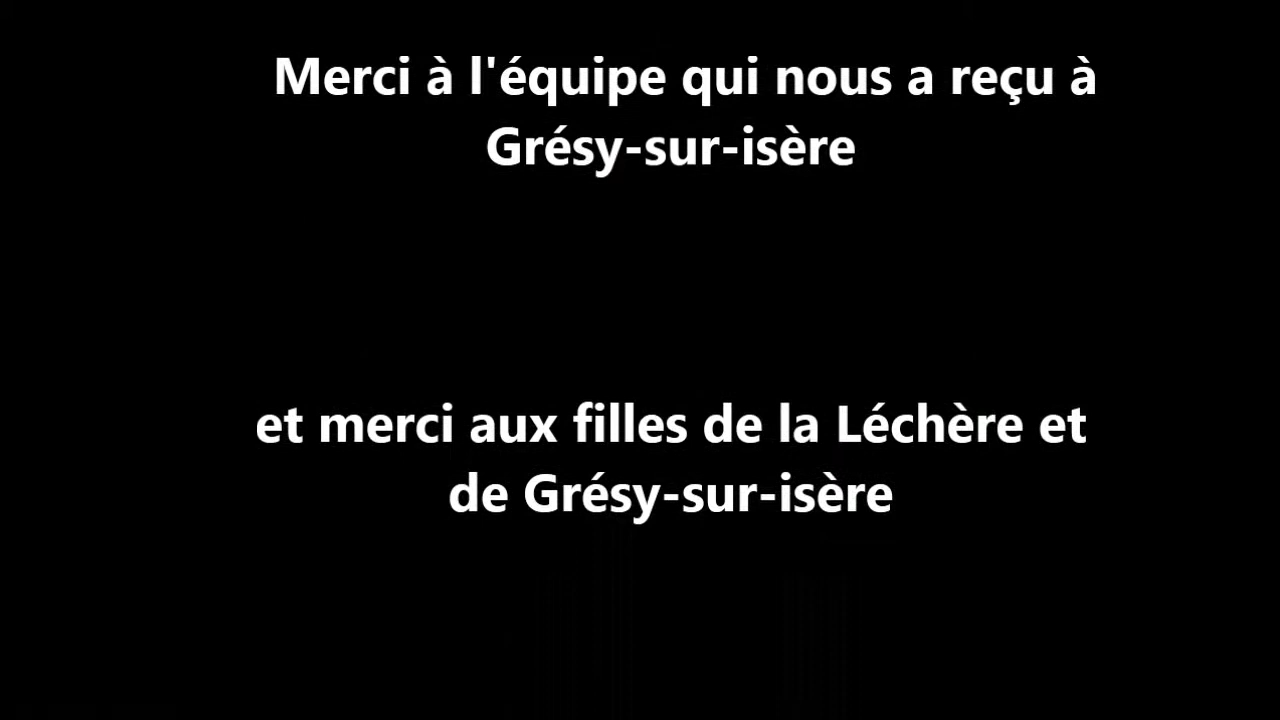 Merci à l'équipe qui nous a reçu à
Grésy-sur-isère
et merci aux filles de la Léchère et
de Grésy-sur-isère